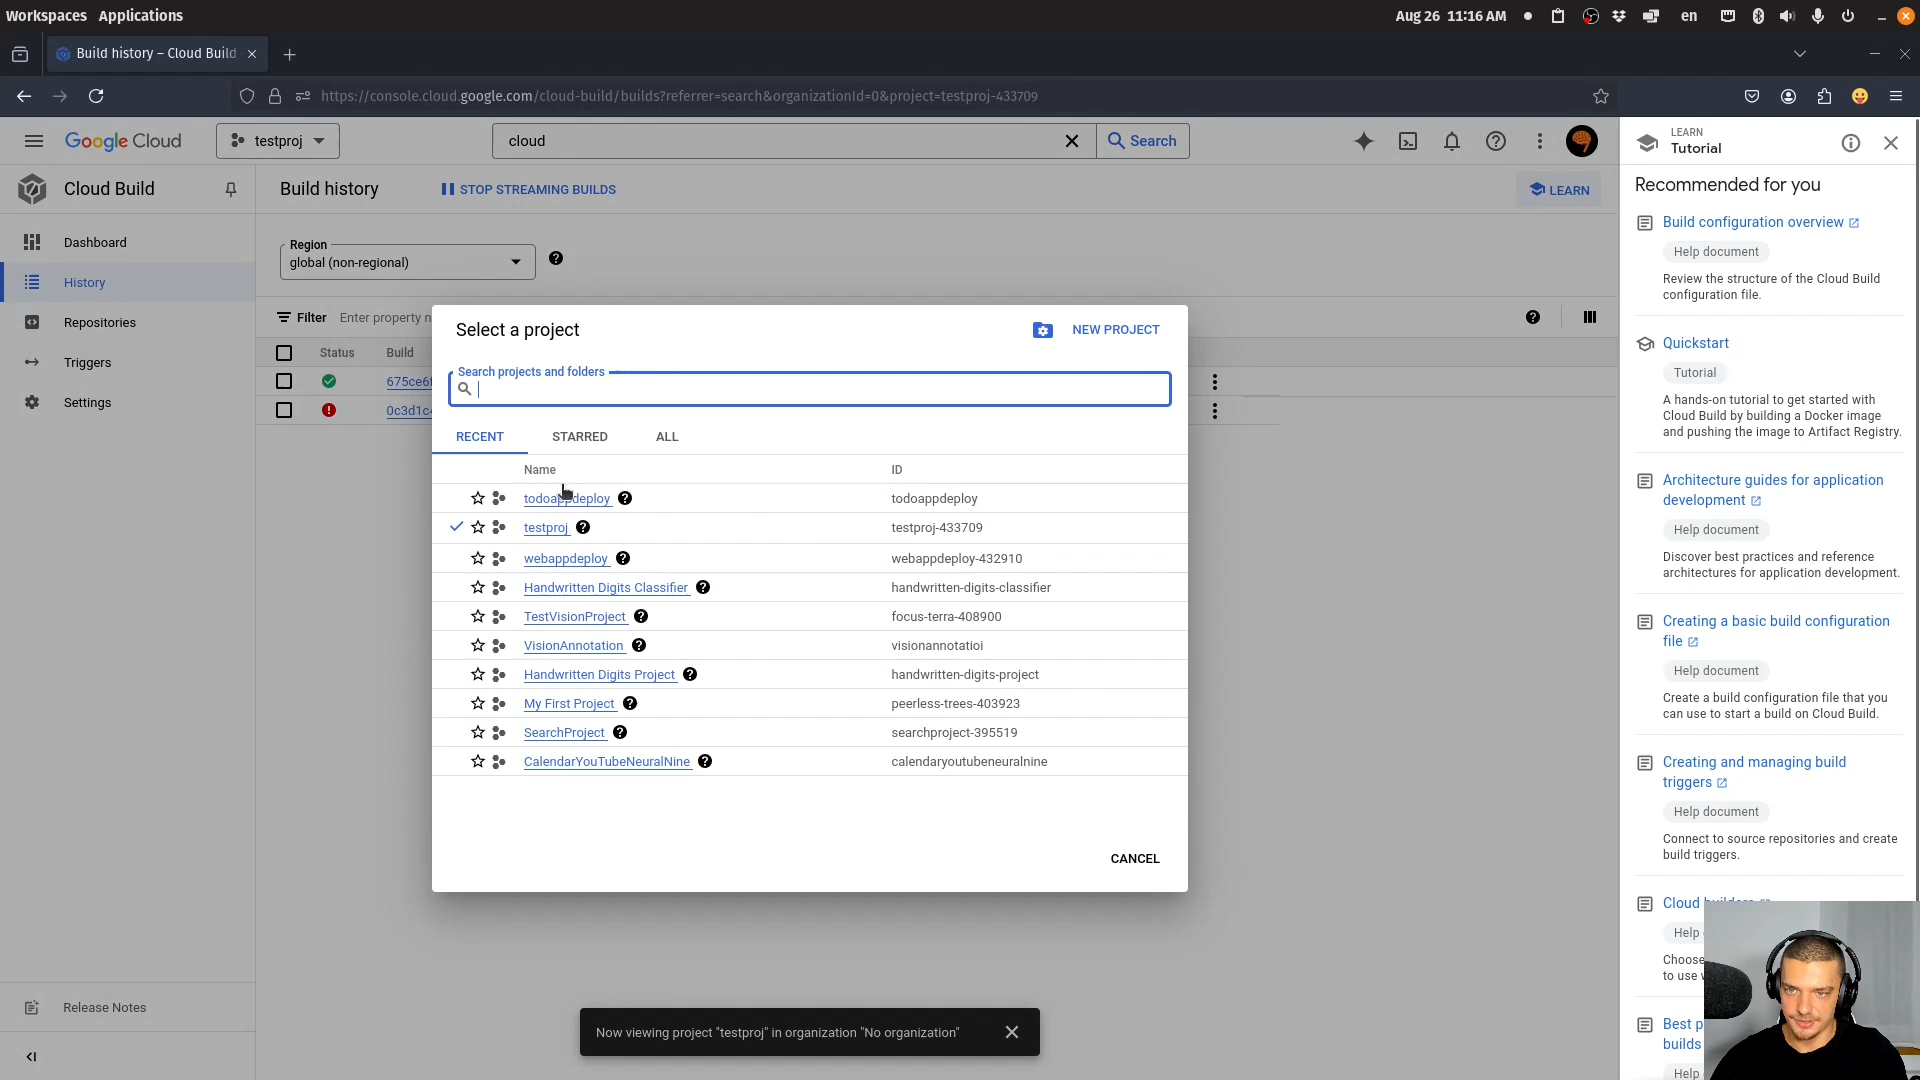 Workspaces Applications
Aug 26 11:16 AM
en
Build history – Cloud Build
https://console.cloud.google.com/cloud-build/builds?referrer=search&organizationId=0&project=testproj-433709
Google Cloud
testproj
cloud
Search
LEARN
Tutorial
Cloud Build
Build history
STOP STREAMING BUILDS
LEARN
Recommended for you
Dashboard
History
Repositories
Triggers
Settings
Release Notes
Region
global (non-regional)
Filter Enter property n
Status Build
675ce6f
0c3d1c4
Select a project
NEW PROJECT
Search projects and folders
RECENT STARRED ALL
Name ID
todoappdeploy todoappdeploy
testproj testproj-433709
webappdeploy webappdeploy-432910
Handwritten Digits Classifier handwritten-digits-classifier
TestVisionProject focus-terra-408900
VisionAnnotation visionannotatioi
Handwritten Digits Project handwritten-digits-project
My First Project peerless-trees-403923
SearchProject searchproject-395519
CalendarYouTubeNeuralNine calendaryoutubeneuralnine
CANCEL
Now viewing project "testproj" in organization "No organization"
Build configuration overview
Help document
Review the structure of the Cloud Build
configuration file.
Quickstart
Tutorial
A hands-on tutorial to get started with
Cloud Build by building a Docker image
and pushing the image to Artifact Registry.
Architecture guides for application
development
Help document
Discover best practices and reference
architectures for application development.
Creating a basic build configuration
file
Help document
Create a build configuration file that you
can use to start a build on Cloud Build.
Creating and managing build
triggers
Help document
Connect to source repositories and create
build triggers.
Cloud
Help
Choose
to use
Best p
builds
Help